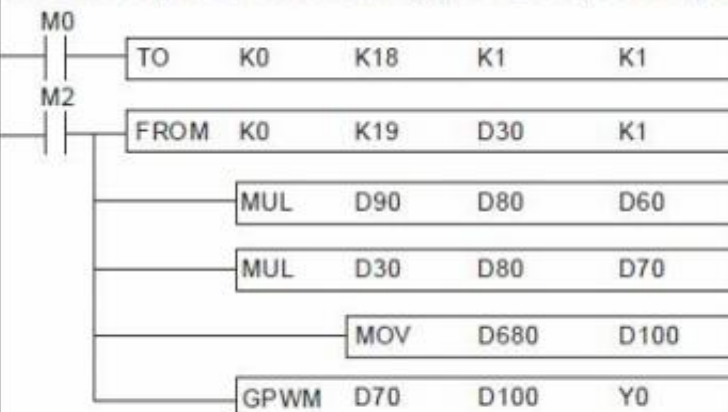 M0
TO K0 K18 K1 K1
M2
FROM K0 K19 D30 K1
MUL D90 D80 D60
MUL D30 D80 D70
MOV D680 D100
GPWM D70 D100 Y0